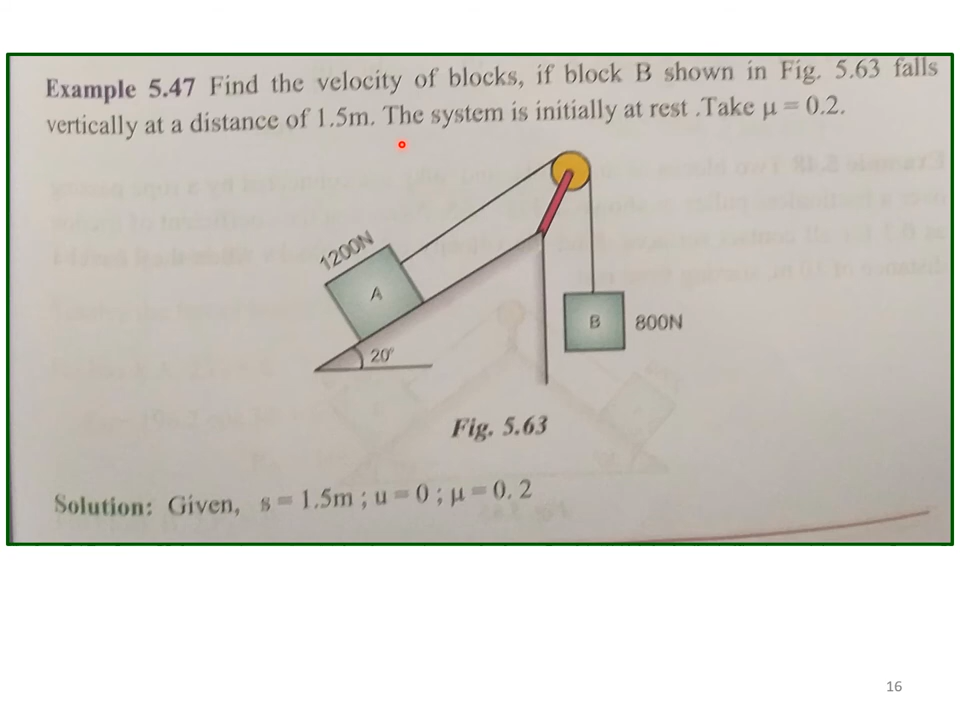 Example 5.47 Find the velocity of blocks, if block B shown in Fig. 5.63 falls
vertically at a distance of 1.5m. The system is initially at rest .Take μ = 0.2.
1200N
A
20°
B
800N
Fig. 5.63
Solution: Given, s = 1.5m ; u = 0 ; μ = 0. 2
16